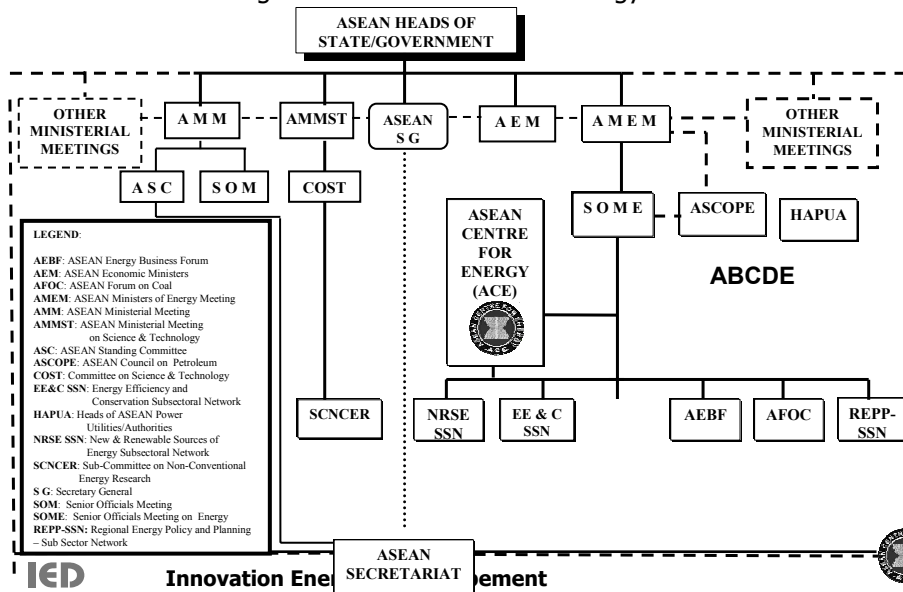 ASEAN HEADS OF
STATE/GOVERNMENT
OTHER
MINISTERIAL
MEETINGS
A M M
AMMST
ASEAN
S G
A E M
A M E M
OTHER
MINISTERIAL
MEETINGS
A S C
S O M
COST
ASEAN
CENTRE
FOR
ENERGY
(ACE)
S O M E
ASCOPE
HAPUA
ABCDE
LEGEND:
AEBF: ASEAN Energy Business Forum
AEM: ASEAN Economic Ministers
AFOC: ASEAN Forum on Coal
AMEM: ASEAN Ministers of Energy Meeting
AMM: ASEAN Ministerial Meeting
AMMST: ASEAN Ministerial Meeting
on Science & Technology
ASC: ASEAN Standing Committee
ASCOPE: ASEAN Council on Petroleum
COST: Committee on Science & Technology
EE&C SSN: Energy Efficiency and
Conservation Subsectoral Network
HAPUA: Heads of ASEAN Power
Utilities/Authorities
NRSE SSN: New & Renewable Sources of
Energy Subsectoral Network
SCNCER: Sub-Committee on Non-Conventional
Energy Research
S G: Secretary General
SOM: Senior Officials Meeting
SOME: Senior Officials Meeting on Energy
REPP-SSN: Regional Energy Policy and Planning
– Sub Sector Network
SCNCER
NRSE
SSN
EE & C
SSN
AEBF
AFOC
REPP-
SSN
ASEAN
SECRETARIAT
IED
Innovation Ener